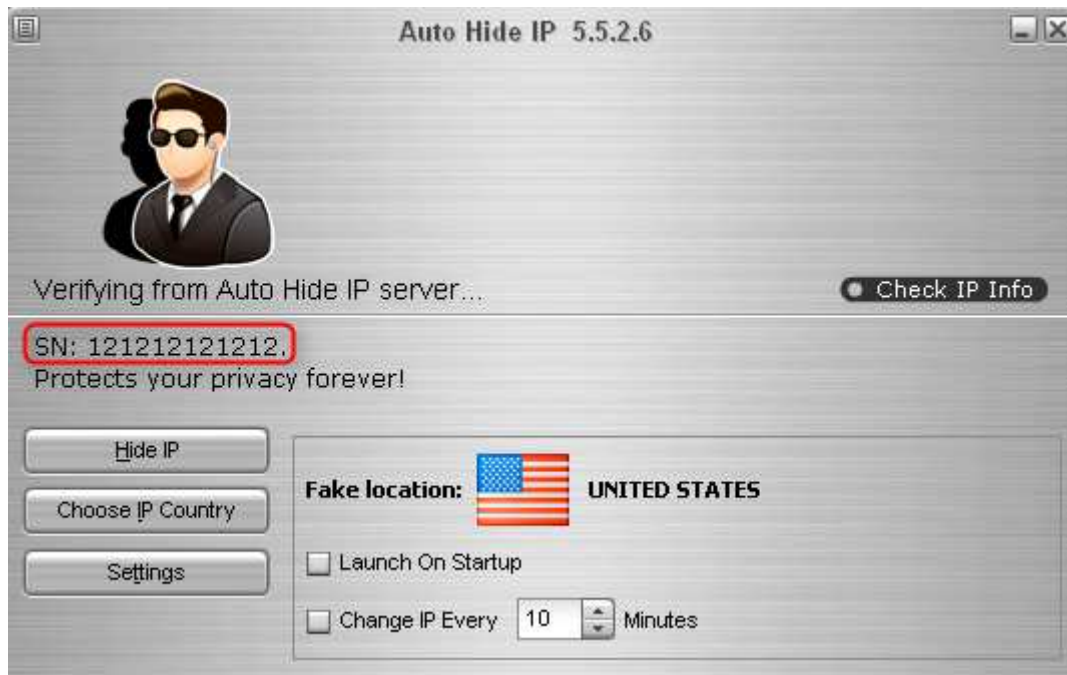 Auto Hide IP 5.5.2.6
Verifying from Auto Hide IP server...
Check IP Info
SN: 121212121212.
Protects your privacy forever!
Hide IP
Choose IP Country
Settings
Fake location: UNITED STATES
Launch On Startup
Change IP Every 10 Minutes